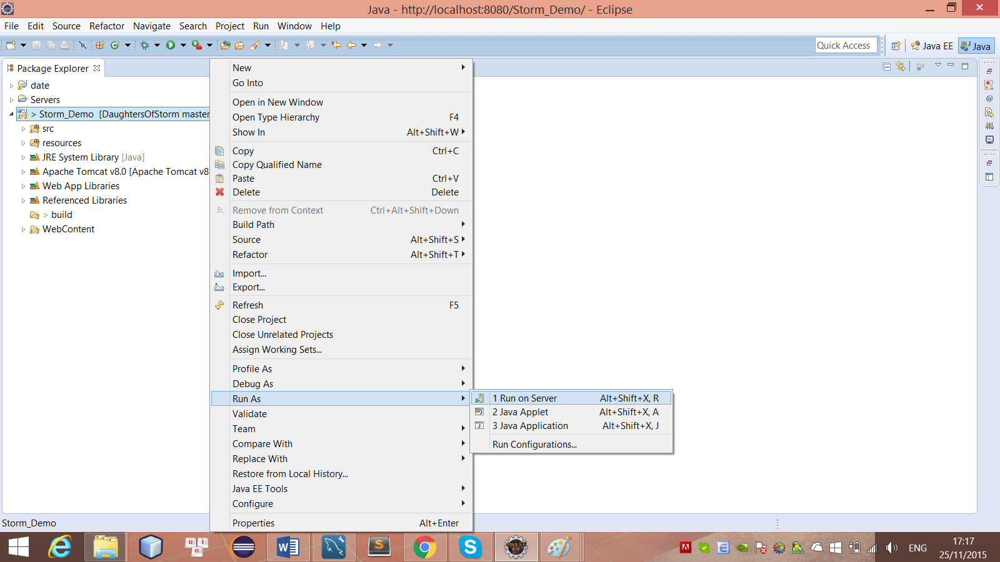 Java - http://localhost:8080/Storm_Demo/ - Eclipse
File Edit Source Refactor Navigate Search Project Run Window Help
Quick Access
Java EE
Java
Package Explorer
date
Servers
> Storm_Demo [DaughtersOfStorm master
src
resources
JRE System Library [Java]
Apache Tomcat v8.0 [Apache Tomcat v8
Web App Libraries
Referenced Libraries
> build
WebContent
New
Go Into
Open in New Window
Open Type Hierarchy F4
Show In Alt+Shift+W
Copy Ctrl+C
Copy Qualified Name
Paste Ctrl+V
Delete Delete
Remove from Context Ctrl+Alt+Shift+Down
Build Path
Source Alt+Shift+S
Refactor Alt+Shift+T
Import...
Export...
Refresh F5
Close Project
Close Unrelated Projects
Assign Working Sets...
Profile As
Debug As
Run As
Validate
Team
Compare With
Replace With
Restore from Local History...
Java EE Tools
Configure
Properties Alt+Enter
1 Run on Server Alt+Shift+X, R
2 Java Applet Alt+Shift+X, A
3 Java Application Alt+Shift+X, J
Run Configurations...
Storm_Demo
ENG
17:17
25/11/2015